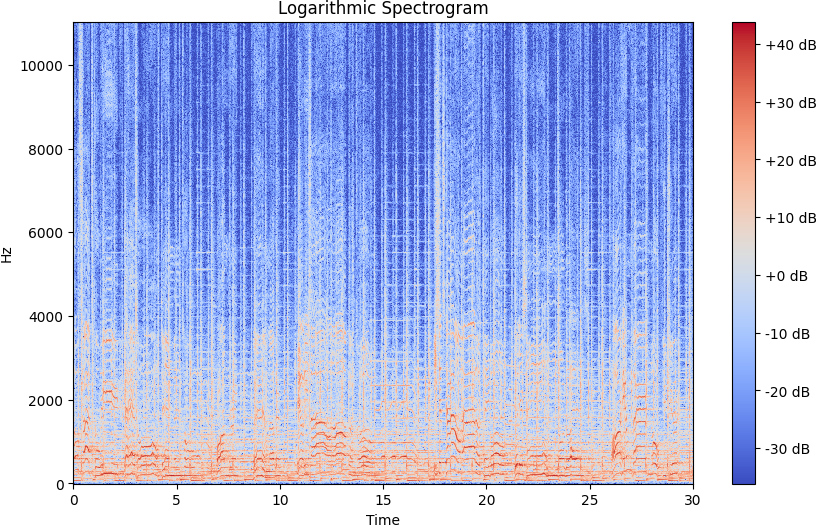 Logarithmic Spectrogram
Hz
10000
8000
6000
4000
2000
0
0 5 10 15 20 25 30
Time
+40 dB
+30 dB
+20 dB
+10 dB
+0 dB
-10 dB
-20 dB
-30 dB